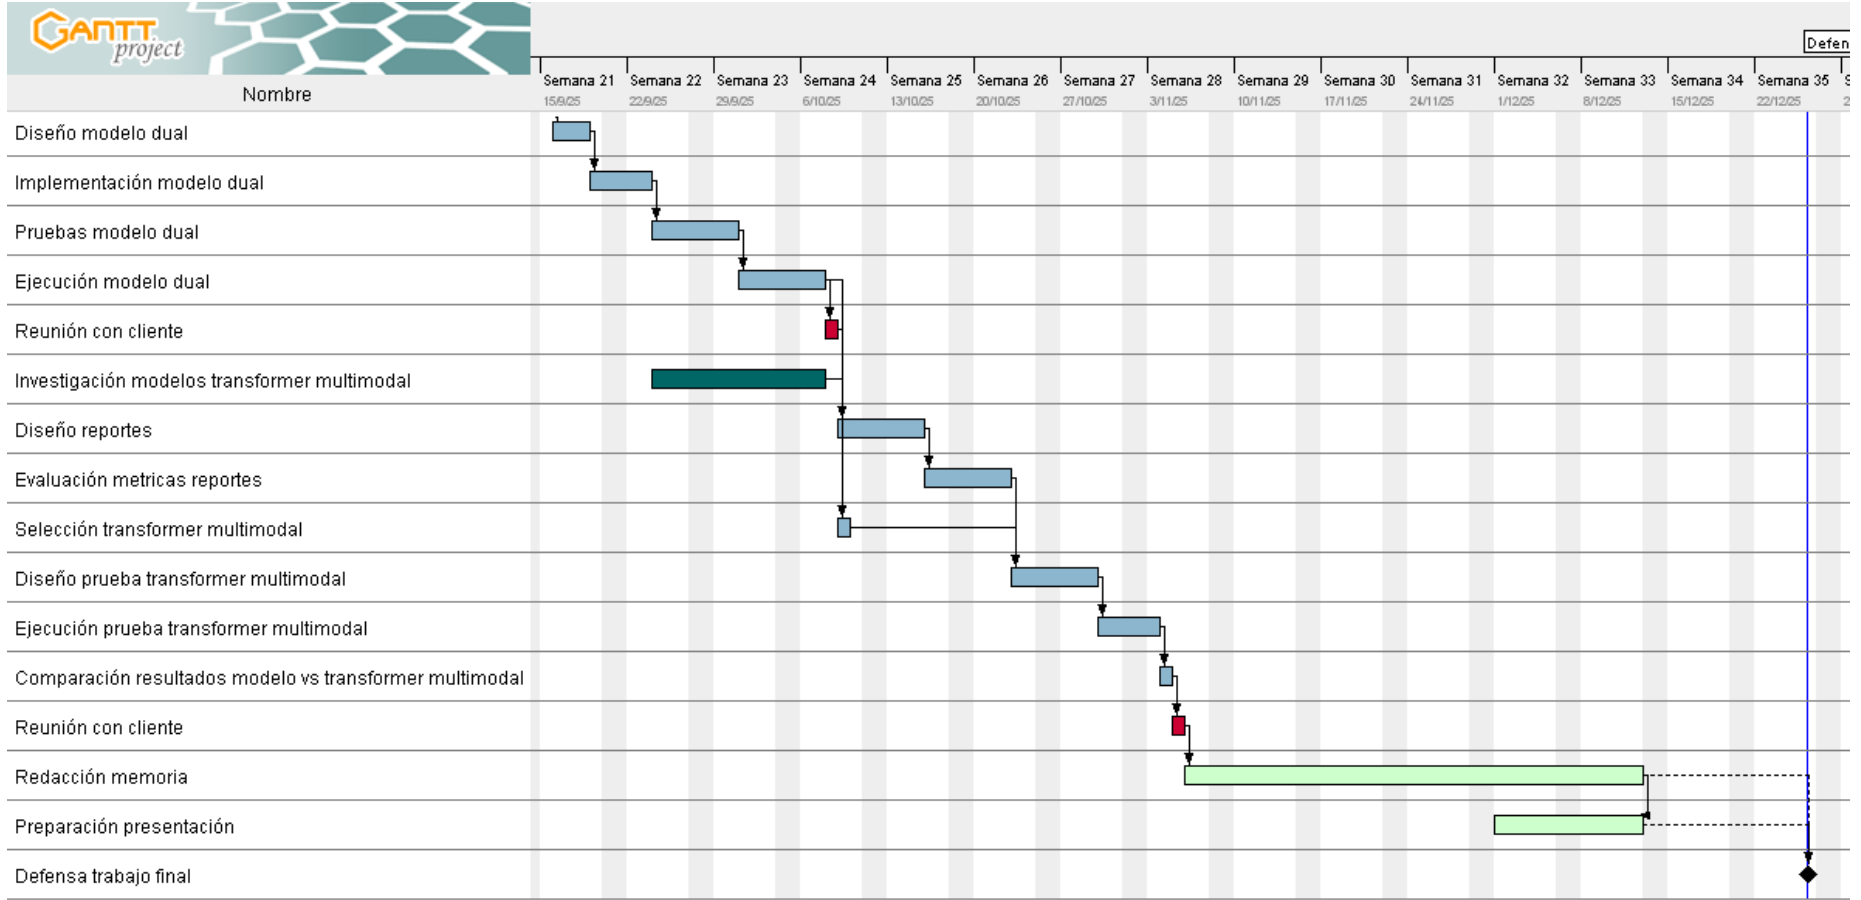 GANTT
project
Defen
Nombre
Semana 21 Semana 22 Semana 23 Semana 24 Semana 25 Semana 26 Semana 27 Semana 28 Semana 29 Semana 30 Semana 31 Semana 32 Semana 33 Semana 34 Semana 35 S
15/9/25 22/9/25 29/9/25 6/10/25 13/10/25 20/10/25 27/10/25 3/11/25 10/11/25 17/11/25 24/11/25 1/12/25 8/12/25 15/12/25 22/12/25 2
Diseño modelo dual
Implementación modelo dual
Pruebas modelo dual
Ejecución modelo dual
Reunión con cliente
Investigación modelos transformer multimodal
Diseño reportes
Evaluación metricas reportes
Selección transformer multimodal
Diseño prueba transformer multimodal
Ejecución prueba transformer multimodal
Comparación resultados modelo vs transformer multimodal
Reunión con cliente
Redacción memoria
Preparación presentación
Defensa trabajo final